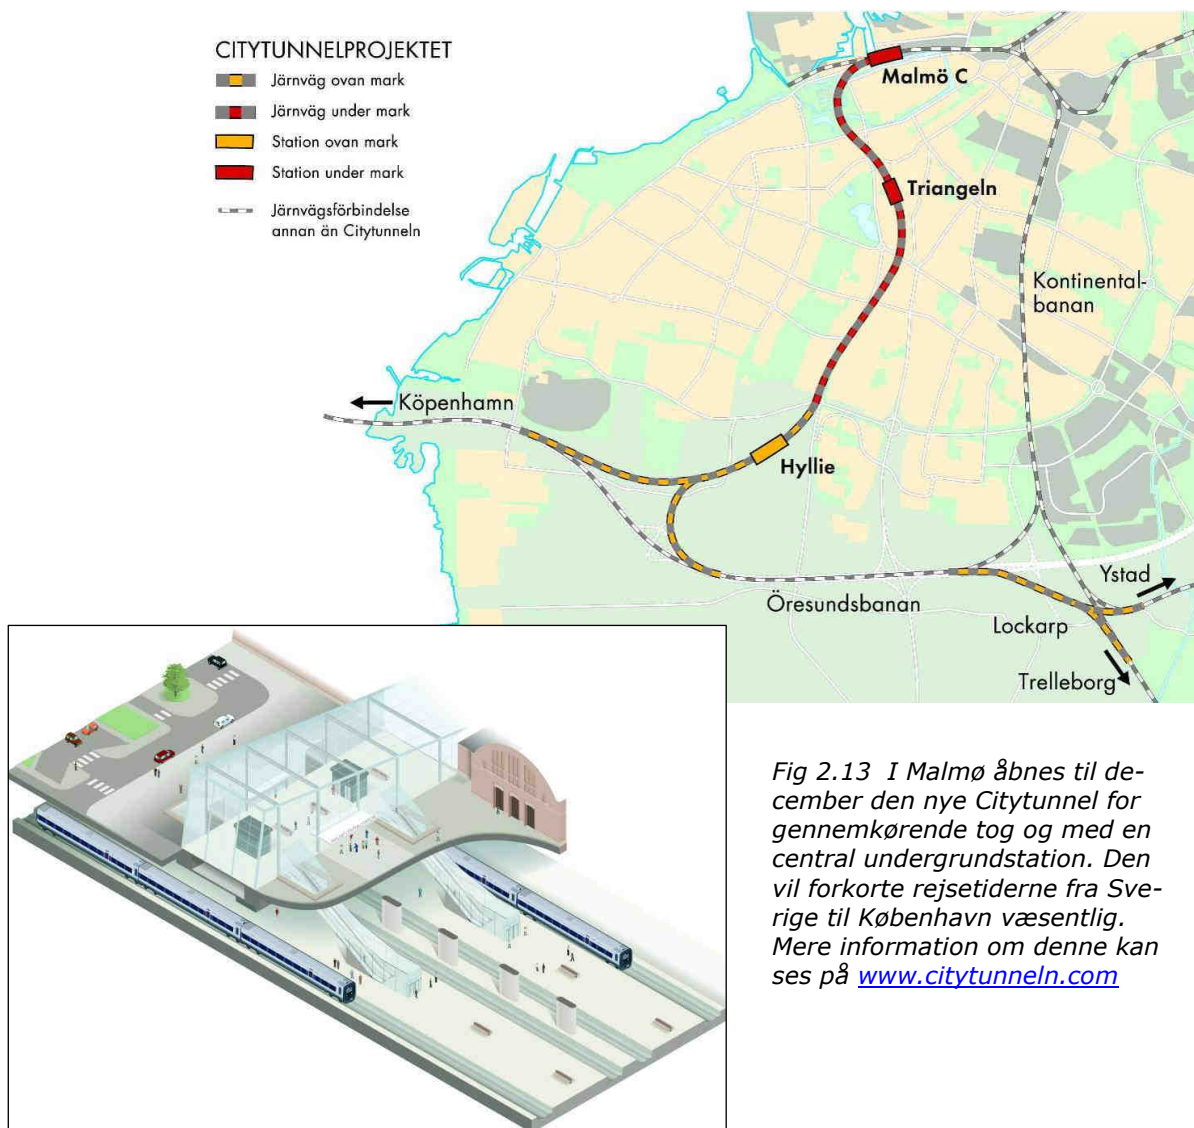 CITYTUNNELPROJEKTET
Järnväg ovan mark
Järnväg under mark
Station ovan mark
Station under mark
Järnvägsförbindelse
annan än Citytunneln
Malmö C
Triangeln
Kontinental-
banan
Köpenhamn
Hyllie
Ystad
Öresundsbanan
Lockarp
Trelleborg
Fig 2.13 I Malmø åbnes til de-
cember den nye Citytunnel for
gennemkørende tog og med en
central undergrundstation. Den
vil forkorte rejsetiderne fra Sve-
rige til København væsentlig.
Mere information om denne kan
ses på www.citytunneln.com